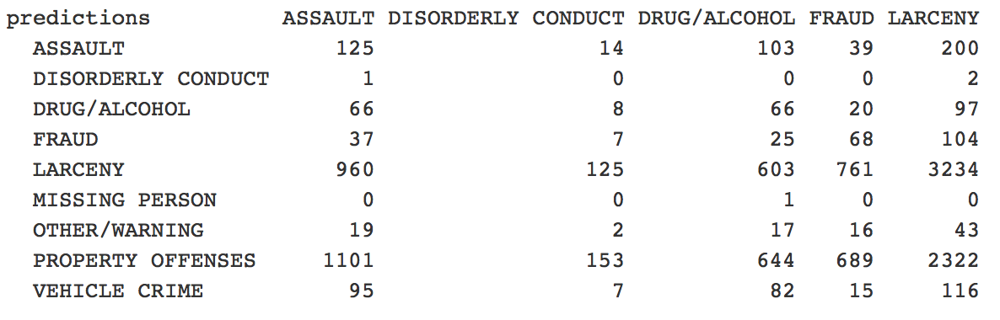 predictions ASSAULT DISORDERLY CONDUCT DRUG/ALCOHOL FRAUD LARCENY
ASSAULT 125 14 103 39 200
DISORDERLY CONDUCT 1 0 0 0 2
DRUG/ALCOHOL 66 8 66 20 97
FRAUD 37 7 25 68 104
LARCENY 960 125 603 761 3234
MISSING PERSON 0 0 1 0 0
OTHER/WARNING 19 2 17 16 43
PROPERTY OFFENSES 1101 153 644 689 2322
VEHICLE CRIME 95 7 82 15 116